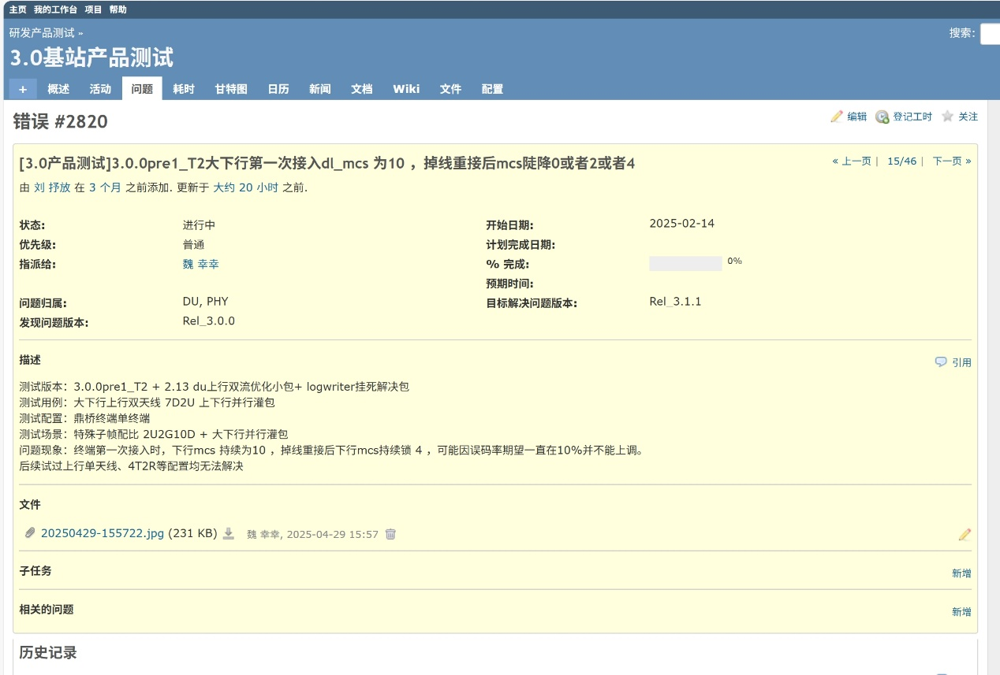 主页 我的工作台 项目 帮助
研发产品测试 »
搜索:
3.0基站产品测试
+ 概述 活动 问题 耗时 甘特图 日历 新闻 文档 Wiki 文件 配置
错误 #2820
编辑 登记工时 关注
[3.0产品测试]3.0.0pre1_T2大下行第一次接入dl_mcs 为10 ，掉线重接后mcs陡降0或者2或者4
« 上一页 | 15/46 | 下一页 »
由 刘 抒放 在 3 个月 之前添加. 更新于 大约 20 小时 之前.
状态: 进行中 开始日期: 2025-02-14
优先级: 普通 计划完成日期:
指派给: 魏 幸幸 % 完成: 0%
预期时间:
问题归属: DU, PHY 目标解决问题版本: Rel_3.1.1
发现问题版本: Rel_3.0.0
描述
引用
测试版本：3.0.0pre1_T2 + 2.13 du上行双流优化小包+ logwriter挂死解决包
测试用例：大下行上行双天线 7D2U 上下行并行灌包
测试配置：鼎桥终端单终端
测试场景：特殊子帧配比 2U2G10D + 大下行并行灌包
问题现象：终端第一次接入时，下行mcs 持续为10 ，掉线重接后下行mcs持续锁 4 ，可能因误码率期望一直在10%并不能上调。
后续试过上行单天线、4T2R等配置均无法解决
文件
20250429-155722.jpg (231 KB) 魏 幸幸, 2025-04-29 15:57
子任务 新增
相关的问题 新增
历史记录